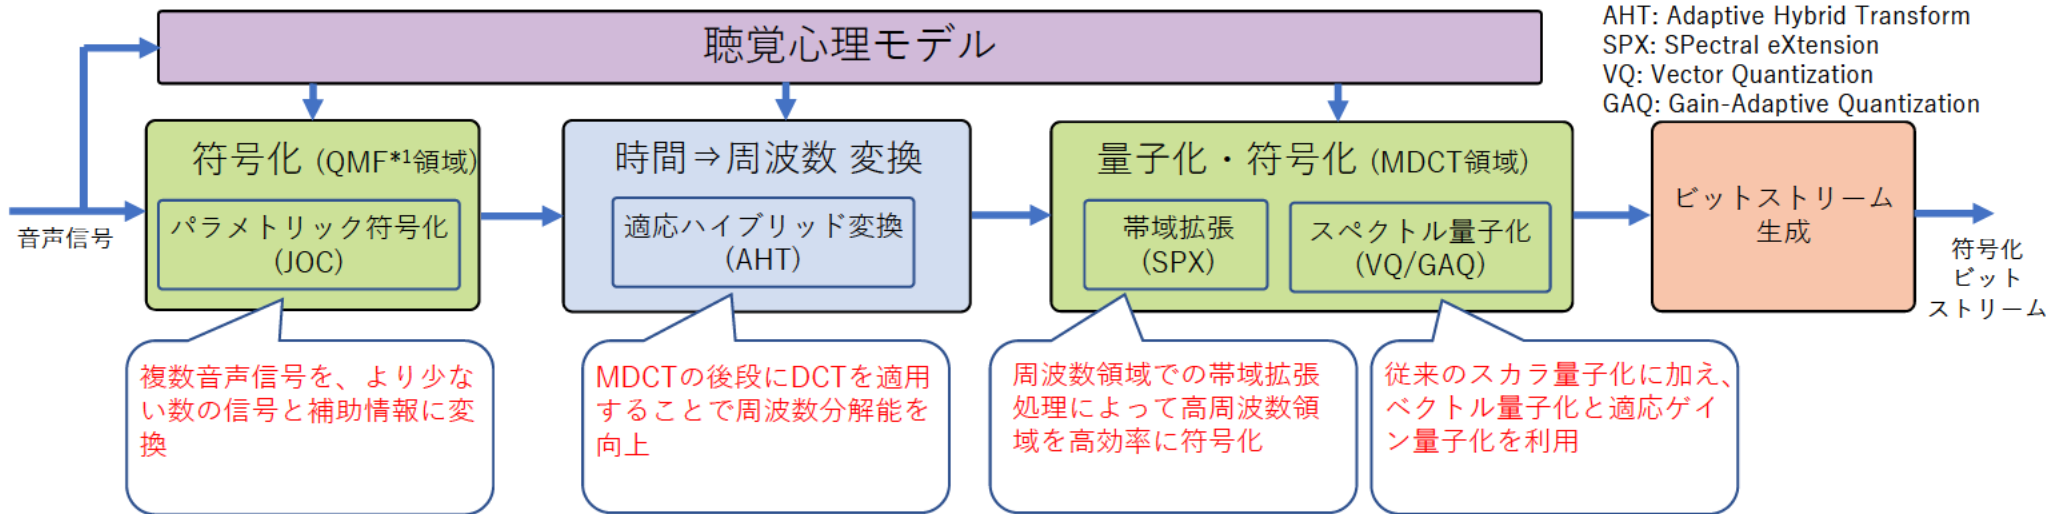 聴覚心理モデル
AHT: Adaptive Hybrid Transform
SPX: SPectral eXtension
VQ: Vector Quantization
GAQ: Gain-Adaptive Quantization
音声信号
符号化 (QMF*1領域)
パラメトリック符号化
(JOC)
時間⇒周波数 変換
適応ハイブリッド変換
(AHT)
量子化・符号化 (MDCT領域)
帯域拡張
(SPX)
スペクトル量子化
(VQ/GAQ)
ビットストリーム
生成
符号化
ビット
ストリーム
複数音声信号を、より少な
い数の信号と補助情報に変
換
MDCTの後段にDCTを適用
することで周波数分解能を
向上
周波数領域での帯域拡張
処理によって高周波数領
域を高効率に符号化
従来のスカラ量子化に加え、
ベクトル量子化と適応ゲイ
ン量子化を利用